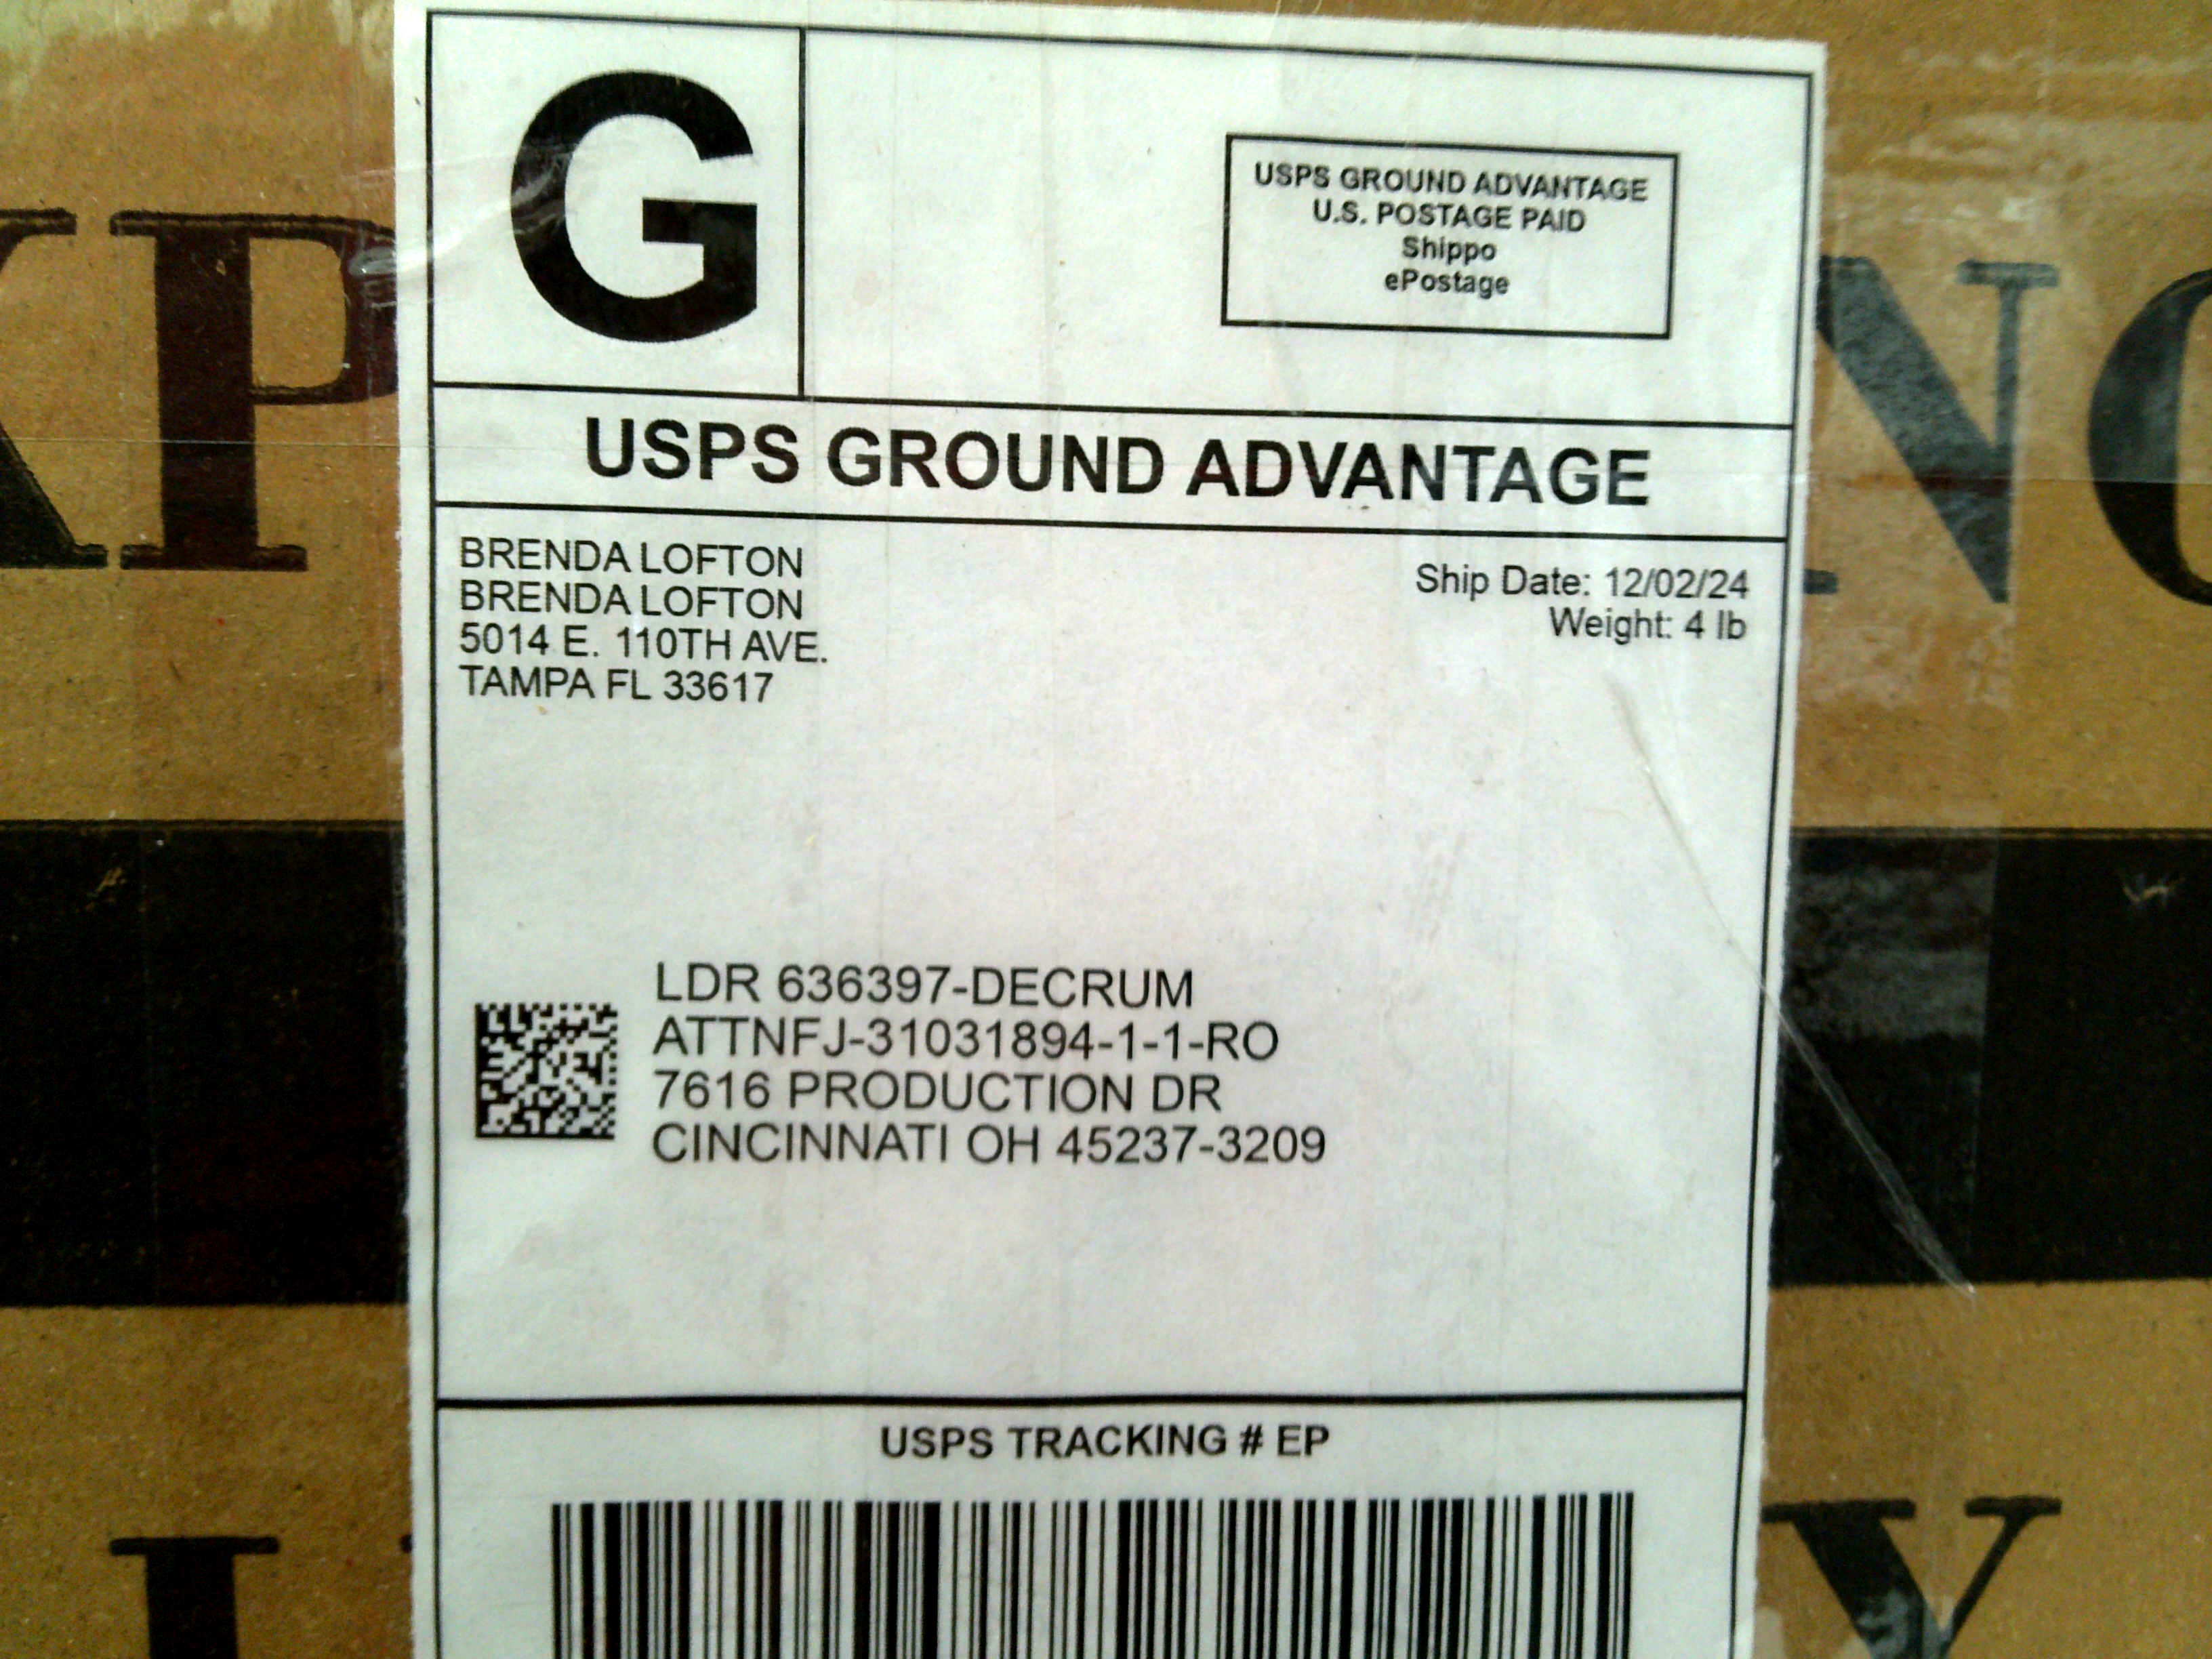 G
USPS GROUND ADVANTAGE
U.S. POSTAGE PAID
Shippo
ePostage
USPS GROUND ADVANTAGE
BRENDA LOFTON
BRENDA LOFTON
5014 E. 110TH AVE.
TAMPA FL 33617
Ship Date: 12/02/24
Weight: 4 lb
LDR 636397-DECRUM
ATTNFJ-31031894-1-1-RO
7616 PRODUCTION DR
CINCINNATI OH 45237-3209
USPS TRACKING # EP